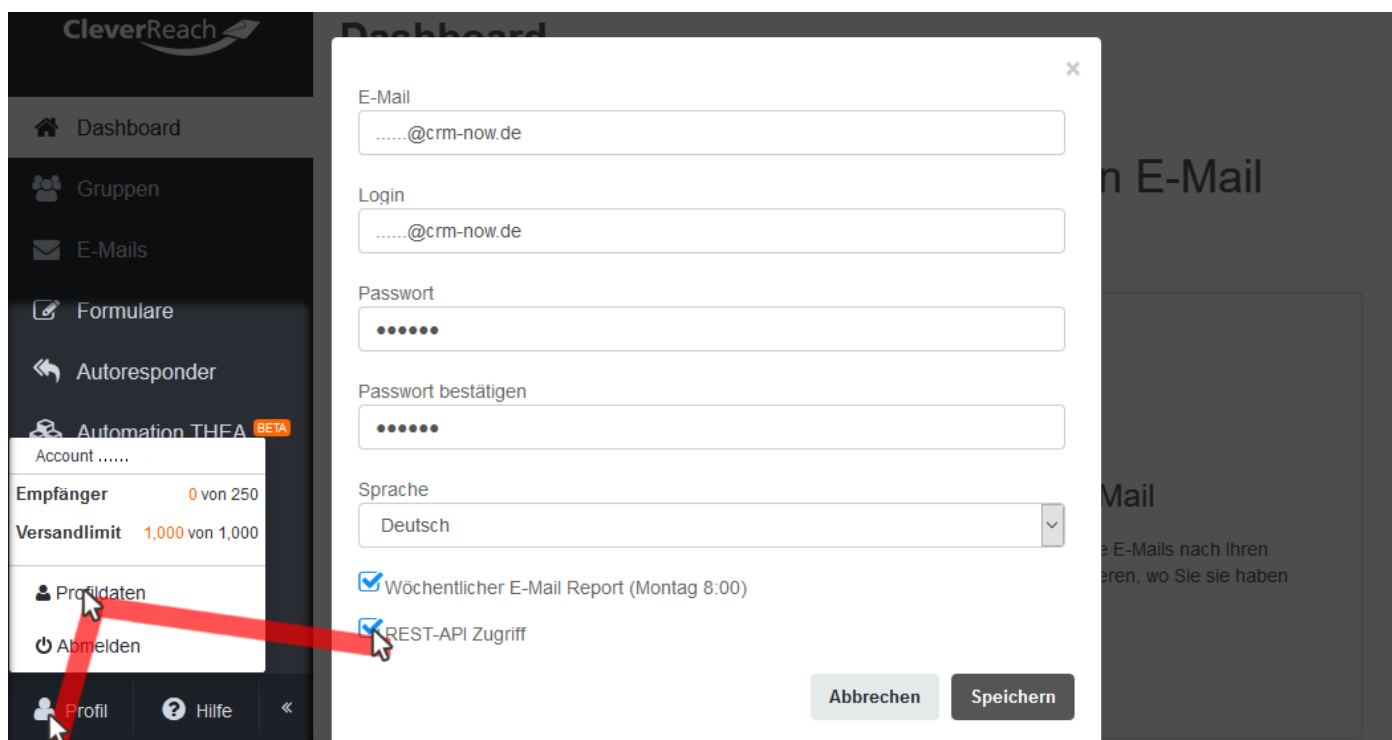 CleverReach
Dashboard
Dashboard
Gruppen
E-Mails
Formulare
Autoresponder
Automation THEA BETA
Account ......
Empfänger 0 von 250
Versandlimit 1,000 von 1,000
Profildaten
Abmelden
Profil
Hilfe
«
×
E-Mail
......@crm-now.de
Login
......@crm-now.de
Passwort
••••••
Passwort bestätigen
••••••
Sprache
Deutsch
Wöchentlicher E-Mail Report (Montag 8:00)
REST-API Zugriff
Abbrechen
Speichern
n E-Mail
Mail
E-Mails nach Ihren
eren, wo Sie sie haben